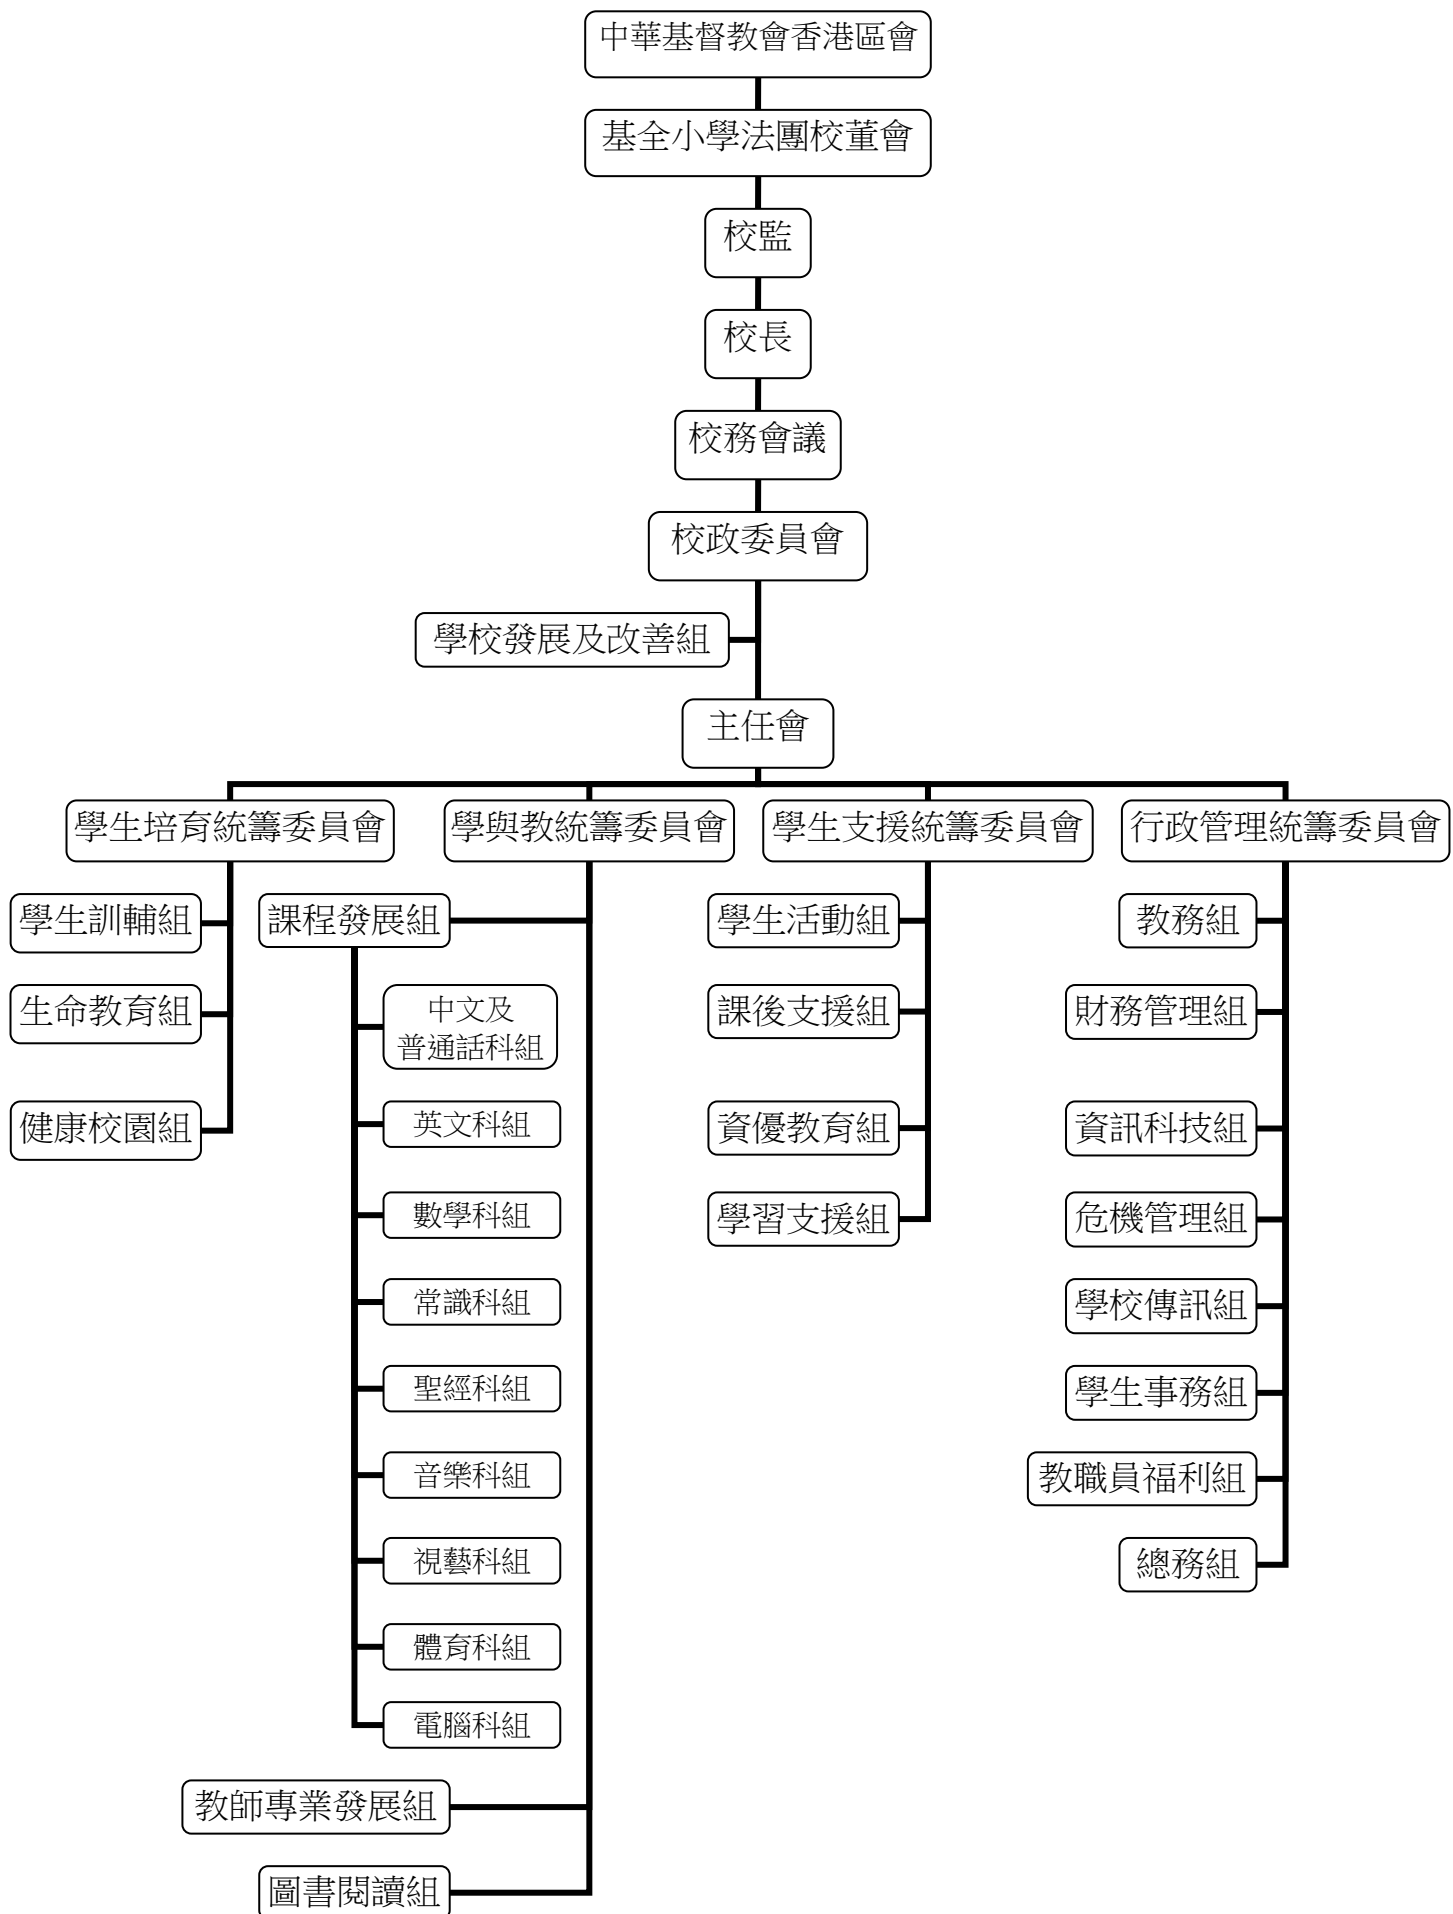 中華基督教會香港區會
基全小學法團校董會
校監
校長
校務會議
校政委員會
學校發展及改善組
主任會
學生培育統籌委員會
學與教統籌委員會
學生支援統籌委員會
行政管理統籌委員會
學生訓輔組
生命教育組
健康校園組
課程發展組
中文及
普通話科組
英文科組
數學科組
常識科組
聖經科組
音樂科組
視藝科組
體育科組
電腦科組
教師專業發展組
圖書閱讀組
學生活動組
課後支援組
資優教育組
學習支援組
教務組
財務管理組
資訊科技組
危機管理組
學校傳訊組
學生事務組
教職員福利組
總務組